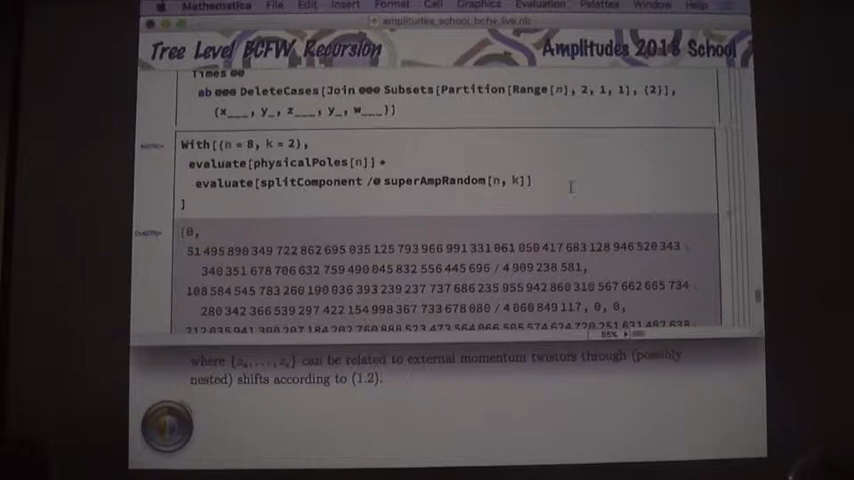 Mathematica File Edit Insert Format Cell Graphics Evaluation Palettes Window Help
amplitudes_school_bcfw_live.nb
Tree Level BCFW Recursion
Amplitudes 2018 School
Times @@
ab @@@ DeleteCases[Join @@@ Subsets[Partition[Range[n], 2, 1, 1], {2}],
{x___, y_, z___, y_, w___}]
With[{n = 8, k = 2},
evaluate[physicalPoles[n]] *
evaluate[splitComponent /@ superAmpRandom[n, k]]
]
{0,
51 495 890 349 722 862 695 035 125 793 966 991 331 061 050 417 683 128 946 520 343
340 351 678 706 632 759 490 045 832 556 445 696 / 4 909 238 581,
108 584 545 783 260 190 036 393 239 237 737 686 235 955 942 860 310 567 662 665 734
280 342 366 539 297 422 154 998 367 733 678 080 / 4 060 849 117, 0, 0,
85%
can be related to external momentum twistors through (possibly
nested) shifts according to (1.2).